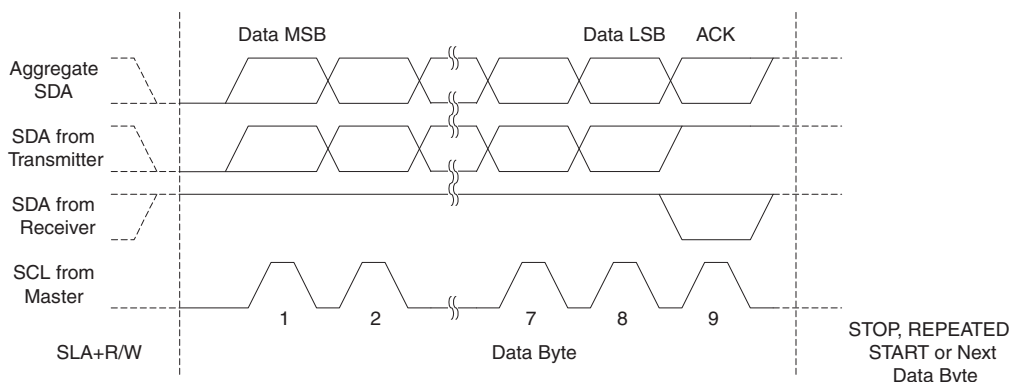 Data MSB
Data LSB
ACK
Aggregate
SDA
SDA from
Transmitter
SDA from
Receiver
SCL from
Master
1
2
7
8
9
SLA+R/W
Data Byte
STOP, REPEATED
START or Next
Data Byte